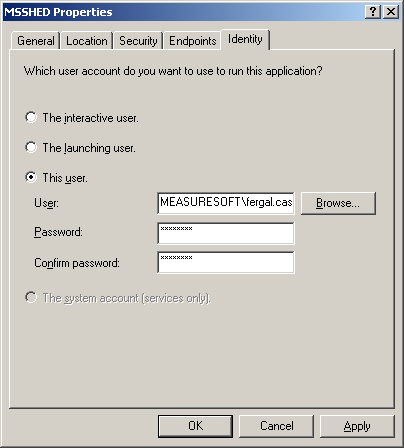 MSSHED Properties
General Location Security Endpoints Identity
Which user account do you want to use to run this application?
The interactive user.
The launching user.
This user.
User: MEASURESOFT\fergal.cas Browse...
Password: ********
Confirm password: ********
The system account (services only).
OK Cancel Apply